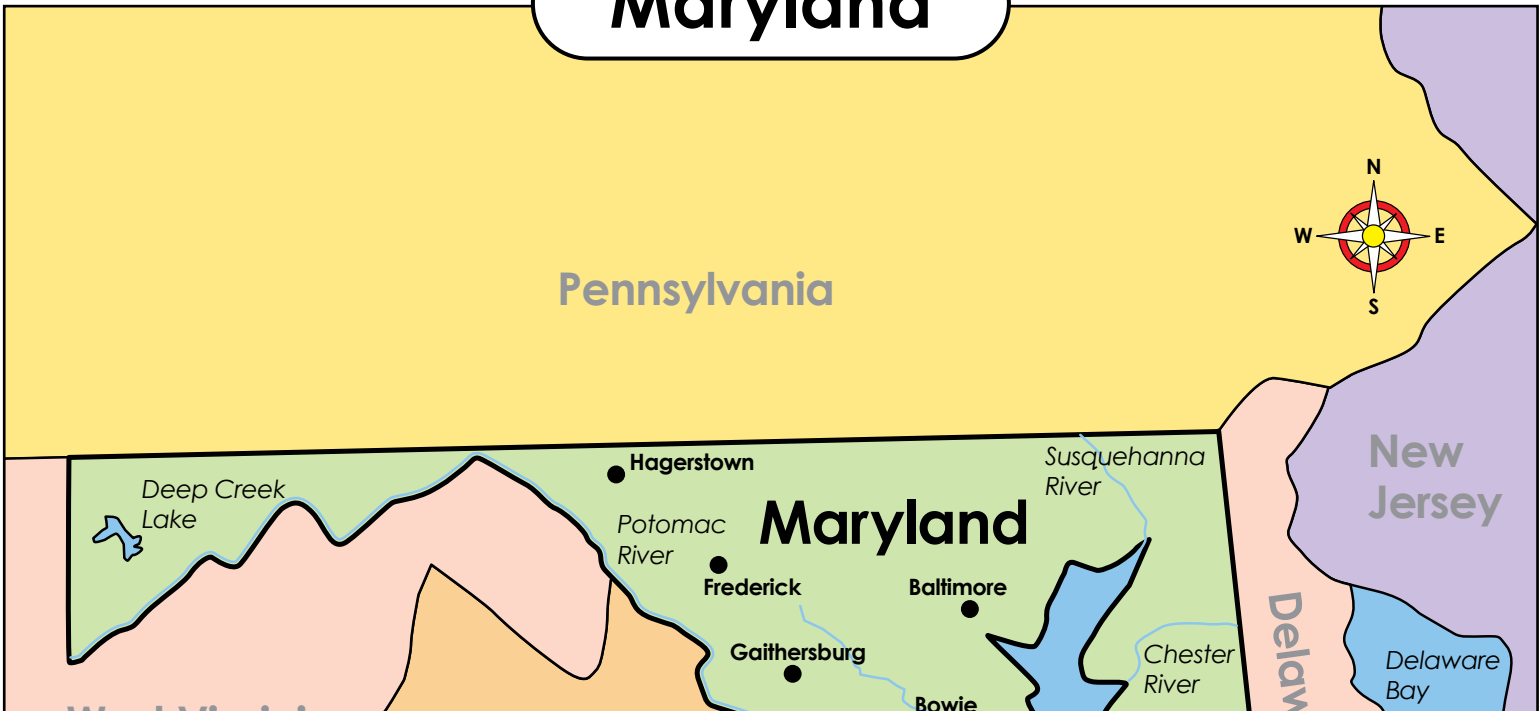 Maryland
N
W
E
S
Pennsylvania
New
Jersey
Hagerstown
Susquehanna
River
Deep Creek
Lake
Maryland
Potomac
River
Frederick
Baltimore
Gaithersburg
Chester
River
Delaware
Bay
Bowie